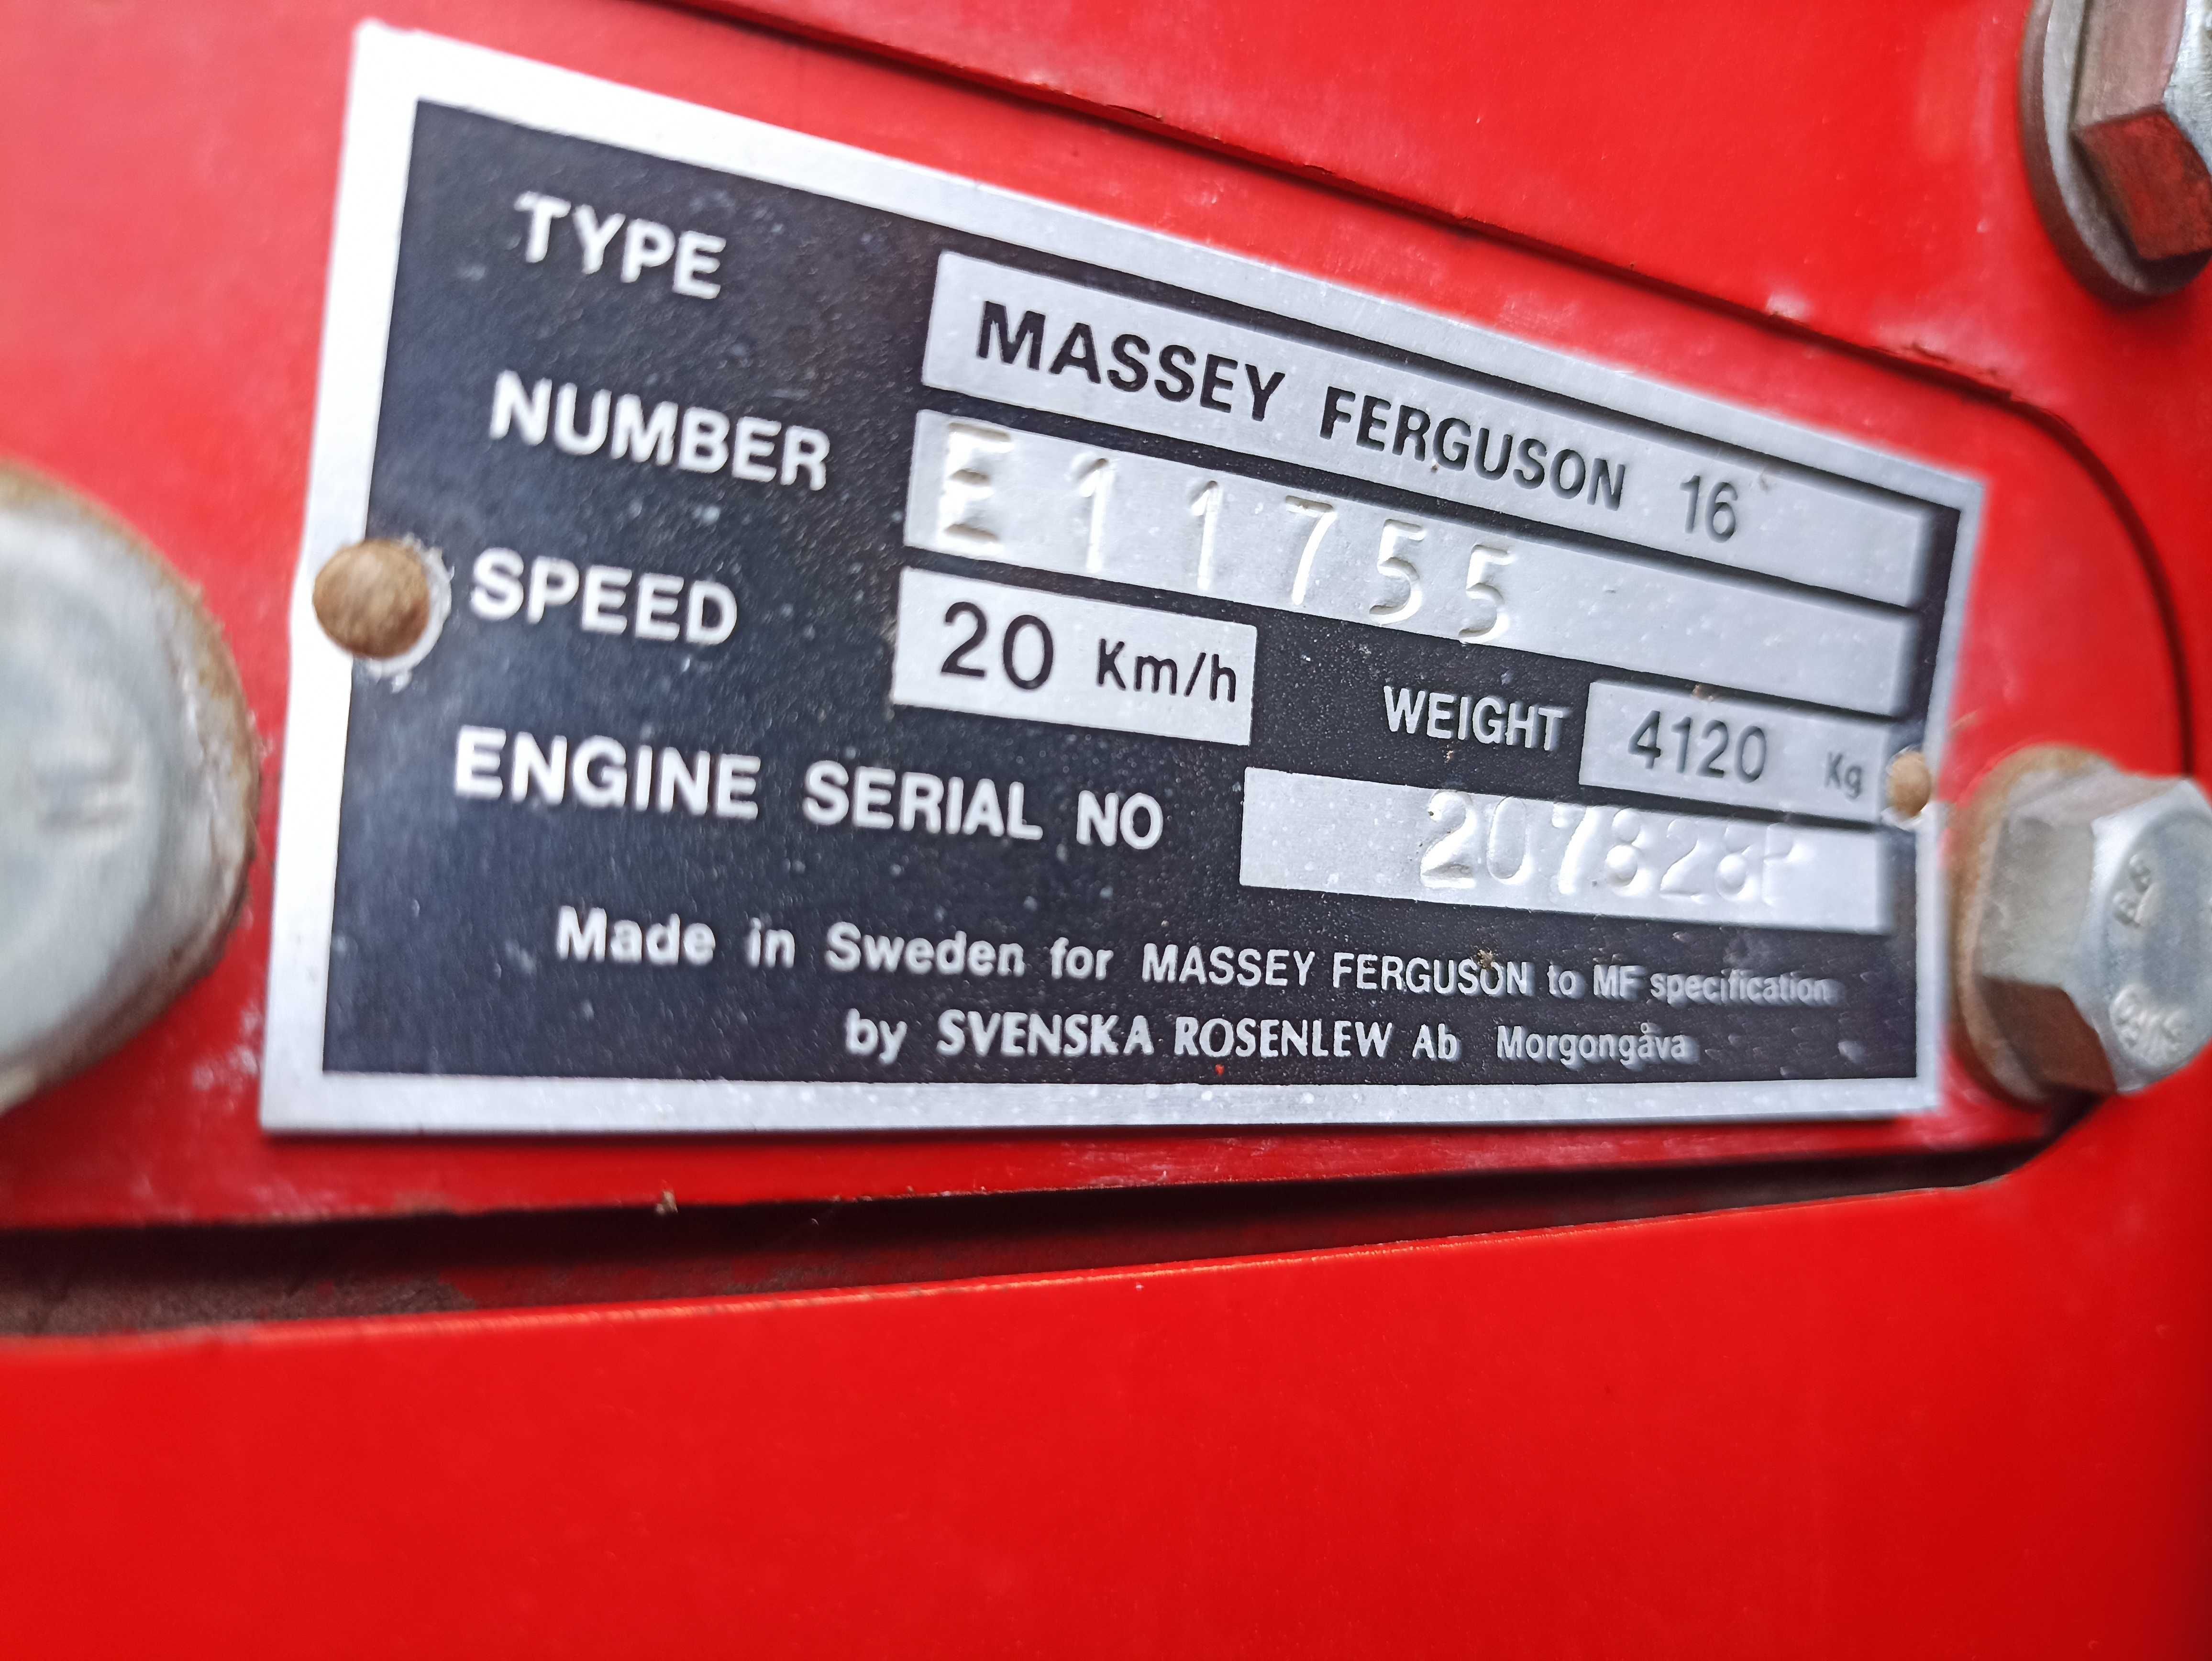 TYPE MASSEY FERGUSON 16
NUMBER E11755
SPEED 20 Km/h WEIGHT 4120 Kg
ENGINE SERIAL NO
Made in Sweden for MASSEY FERGUSON to MF specification
by SVENSKA ROSENLEW Ab Morgongåva